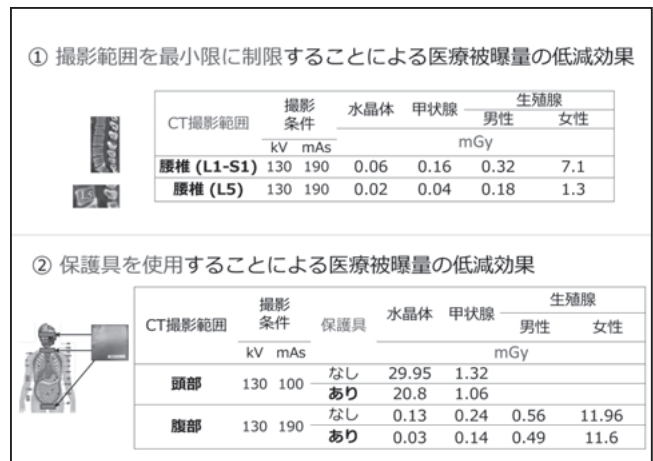 ① 撮影範囲を最小限に制限することによる医療被曝量の低減効果
CT撮影範囲 撮影条件 水晶体 甲状腺 生殖腺
男性 女性
kV mAs mGy
腰椎 (L1-S1) 130 190 0.06 0.16 0.32 7.1
腰椎 (L5) 130 190 0.02 0.04 0.18 1.3
② 保護具を使用することによる医療被曝量の低減効果
CT撮影範囲 撮影条件 保護具 水晶体 甲状腺 生殖腺
男性 女性
kV mAs mGy
頭部 130 100 なし 29.95 1.32
あり 20.8 1.06
腹部 130 190 なし 0.13 0.24 0.56 11.96
あり 0.03 0.14 0.49 11.6